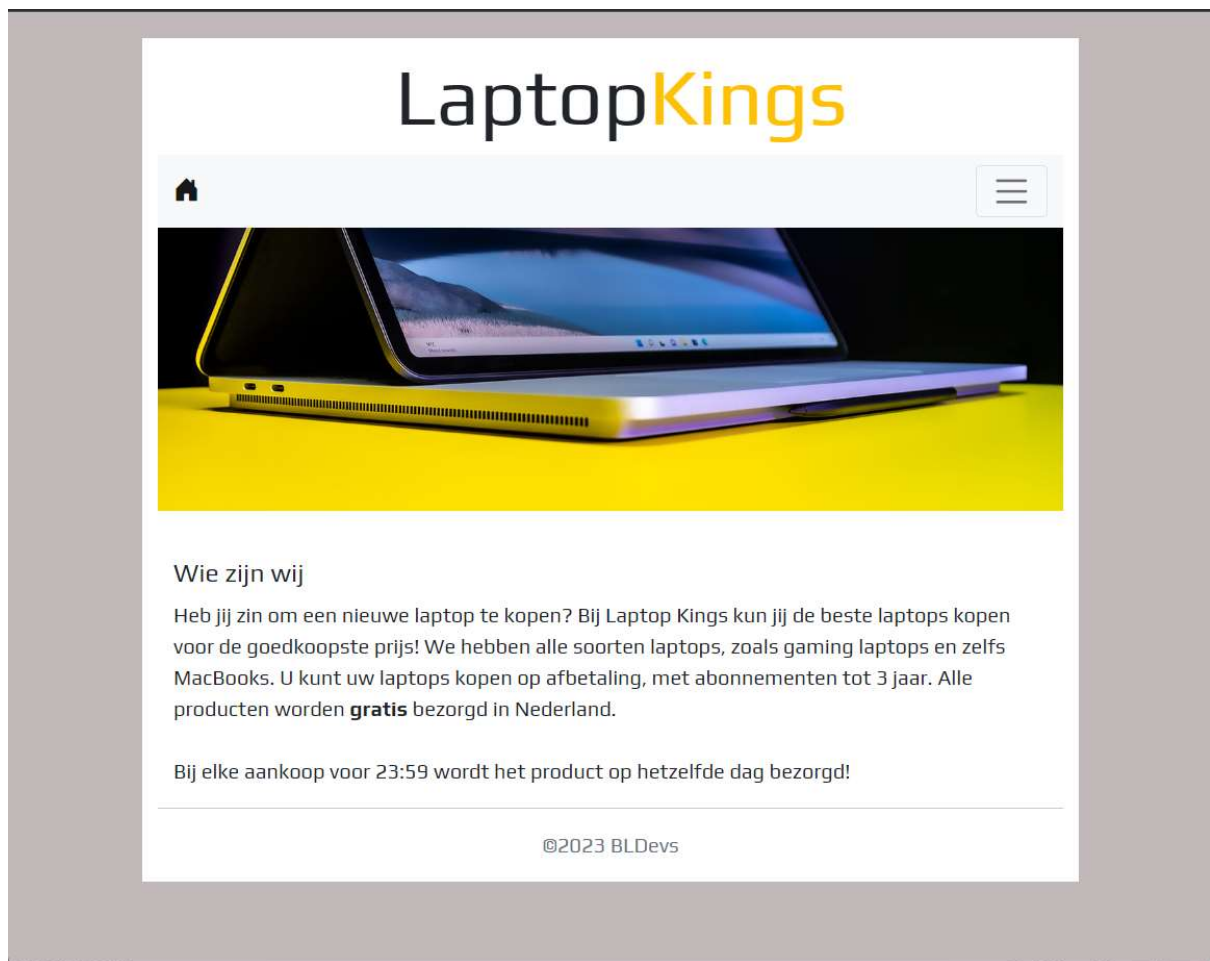 LaptopKings
Wie zijn wij
Heb jij zin om een nieuwe laptop te kopen? Bij Laptop Kings kun jij de beste laptops kopen
voor de goedkoopste prijs! We hebben alle soorten laptops, zoals gaming laptops en zelfs
MacBooks. U kunt uw laptops kopen op afbetaling, met abonnementen tot 3 jaar. Alle
producten worden gratis bezorgd in Nederland.
Bij elke aankoop voor 23:59 wordt het product op hetzelfde dag bezorgd!
©2023 BLDevs